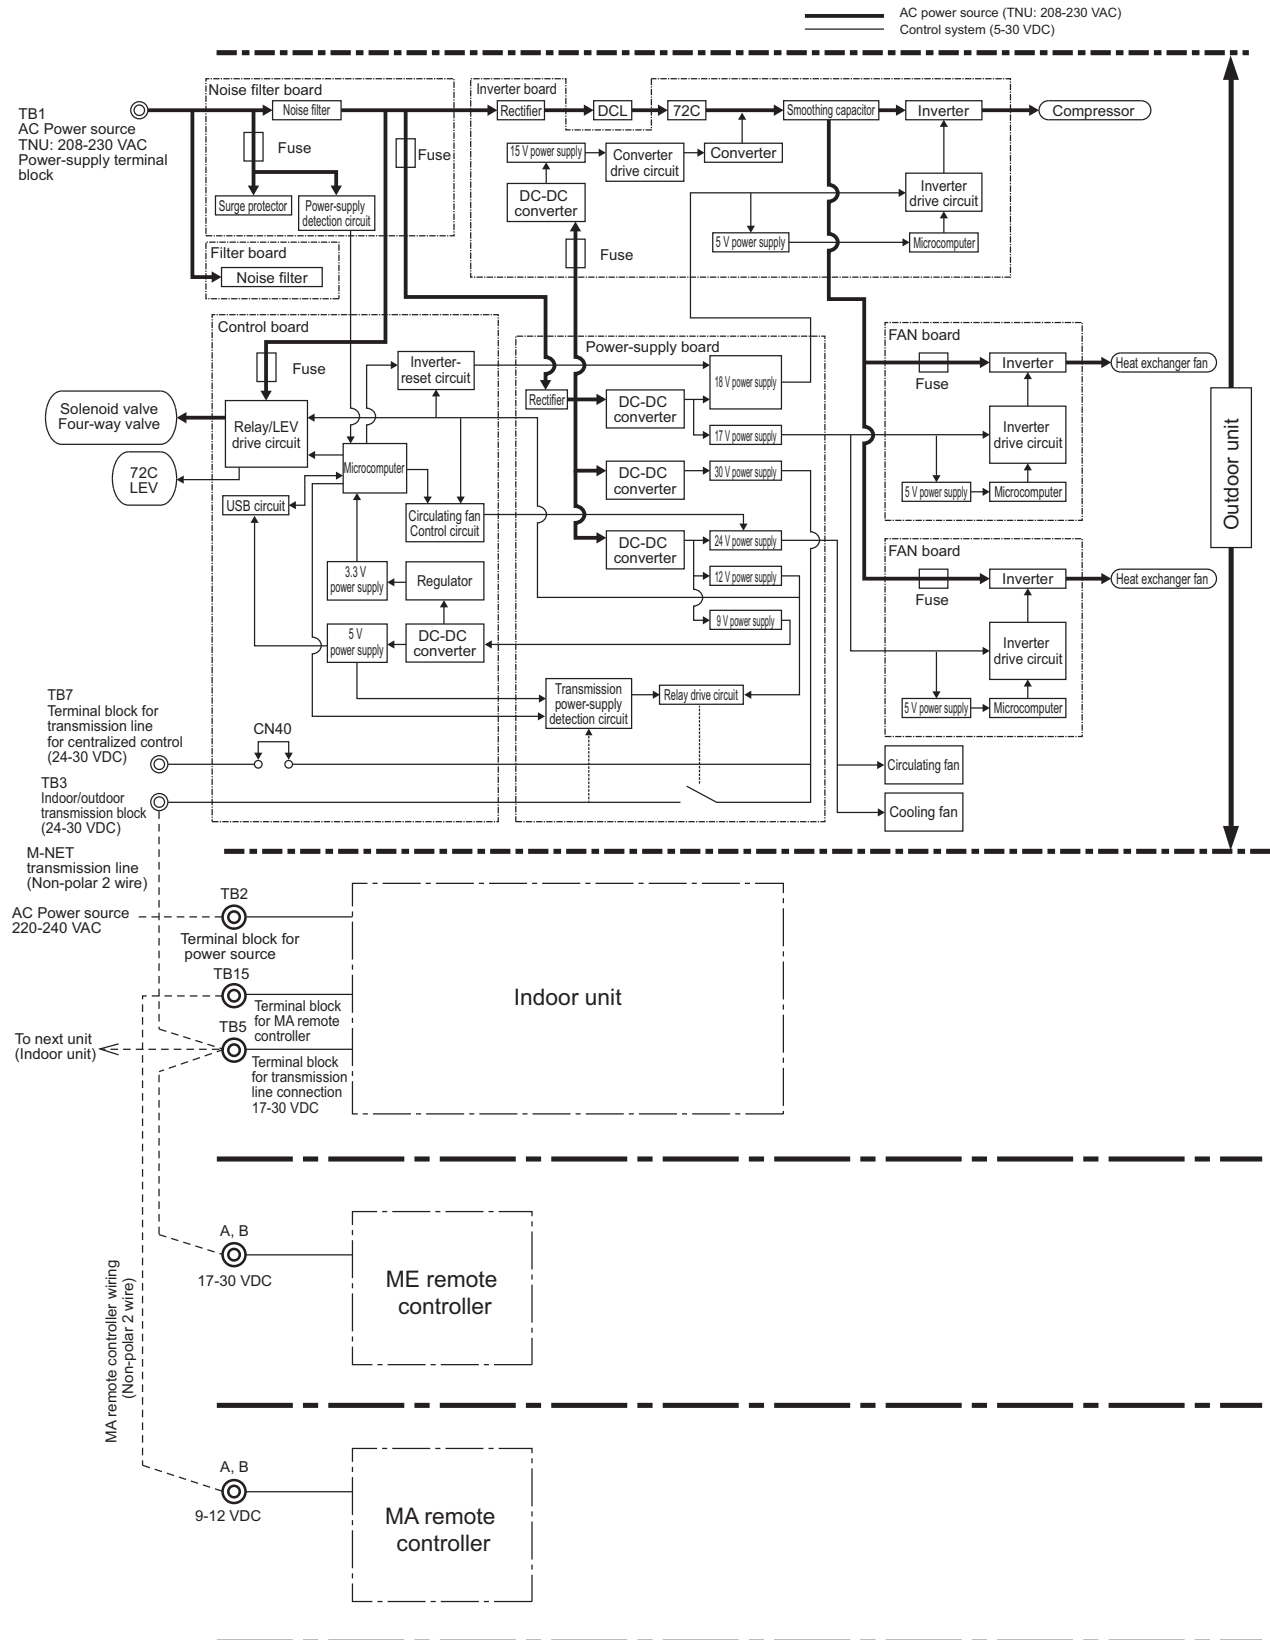 AC power source (TNU: 208-230 VAC)
Control system (5-30 VDC)
TB1
AC Power source
TNU: 208-230 VAC
Power-supply terminal
block
Noise filter board
Noise filter
Fuse
Fuse
Surge protector
Power-supply
detection circuit
Filter board
Noise filter
Inverter board
Rectifier
DCL
72C
Smoothing capacitor
Inverter
Compressor
15 V power supply
Converter
drive circuit
Converter
DC-DC
converter
Fuse
Inverter
drive circuit
5 V power supply
Microcomputer
Control board
Fuse
Inverter-
reset circuit
Solenoid valve
Four-way valve
Relay/LEV
drive circuit
72C
LEV
Microcomputer
USB circuit
Circulating fan
Control circuit
3.3 V
power supply
Regulator
5 V
power supply
DC-DC
converter
Power-supply board
Rectifier
DC-DC
converter
18 V power supply
17 V power supply
DC-DC
converter
30 V power supply
DC-DC
converter
24 V power supply
12 V power supply
9 V power supply
Transmission
power-supply
detection circuit
Relay drive circuit
FAN board
Fuse
Inverter
Heat exchanger fan
Inverter
drive circuit
5 V power supply
Microcomputer
FAN board
Fuse
Inverter
Heat exchanger fan
Inverter
drive circuit
5 V power supply
Microcomputer
Outdoor unit
Circulating fan
Cooling fan
TB7
Terminal block for
transmission line
for centralized control
(24-30 VDC)
CN40
TB3
Indoor/outdoor
transmission block
(24-30 VDC)
M-NET
transmission line
(Non-polar 2 wire)
AC Power source
220-240 VAC
TB2
Terminal block for
power source
TB15
Terminal block
for MA remote
controller
To next unit
(Indoor unit)
TB5
Terminal block
for transmission
line connection
17-30 VDC
Indoor unit
A, B
17-30 VDC
ME remote
controller
MA remote controller wiring
(Non-polar 2 wire)
A, B
9-12 VDC
MA remote
controller